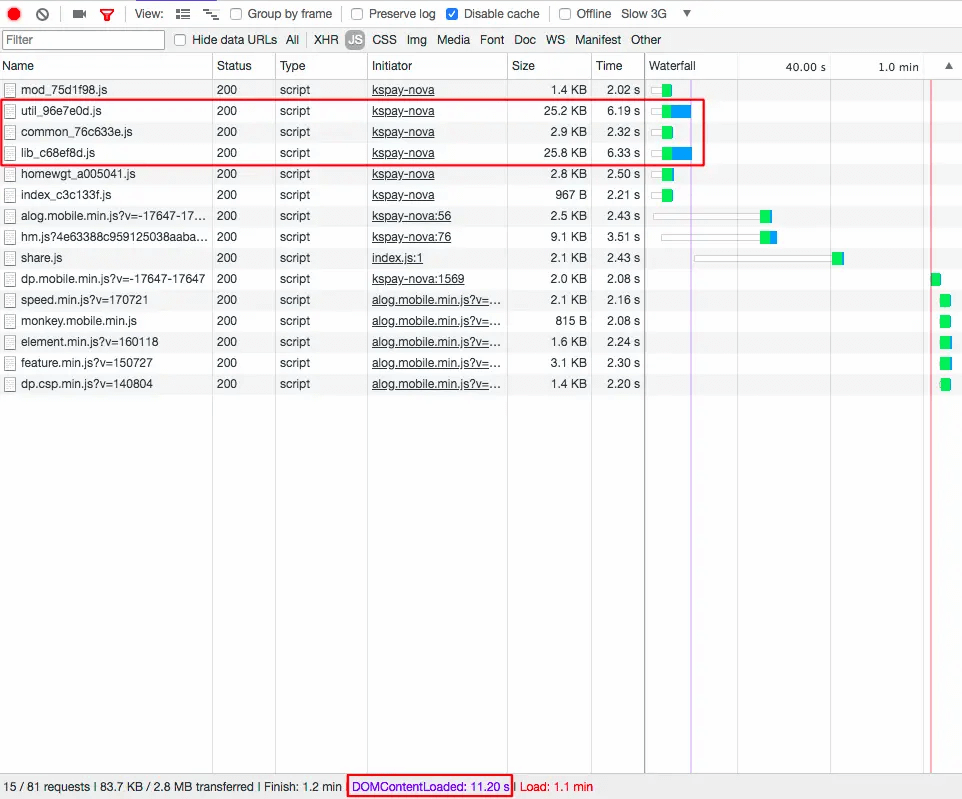 View: Group by frame Preserve log Disable cache Offline Slow 3G ▼
Filter Hide data URLs All XHR JS CSS Img Media Font Doc WS Manifest Other
Name Status Type Initiator Size Time Waterfall 40.00 s 1.0 min ▲
mod_75d1f98.js 200 script kspay-nova 1.4 KB 2.02 s
util_96e7e0d.js 200 script kspay-nova 25.2 KB 6.19 s
common_76c633e.js 200 script kspay-nova 2.9 KB 2.32 s
lib_c68ef8d.js 200 script kspay-nova 25.8 KB 6.33 s
homewgt_a005041.js 200 script kspay-nova 2.8 KB 2.50 s
index_c3c133f.js 200 script kspay-nova 967 B 2.21 s
alog.mobile.min.js?v=-17647-17... 200 script kspay-nova:56 2.5 KB 2.43 s
hm.js?4e63388c959125038aaba... 200 script kspay-nova:76 9.1 KB 3.51 s
share.js 200 script index.js:1 2.1 KB 2.43 s
dp.mobile.min.js?v=-17647-17647 200 script kspay-nova:1569 2.0 KB 2.08 s
speed.min.js?v=170721 200 script alog.mobile.min.js?v=... 2.1 KB 2.16 s
monkey.mobile.min.js 200 script alog.mobile.min.js?v=... 815 B 2.08 s
element.min.js?v=160118 200 script alog.mobile.min.js?v=... 1.6 KB 2.24 s
feature.min.js?v=150727 200 script alog.mobile.min.js?v=... 3.1 KB 2.30 s
dp.csp.min.js?v=140804 200 script alog.mobile.min.js?v=... 1.4 KB 2.20 s
15 / 81 requests | 83.7 KB / 2.8 MB transferred | Finish: 1.2 min | DOMContentLoaded: 11.20 s | Load: 1.1 min